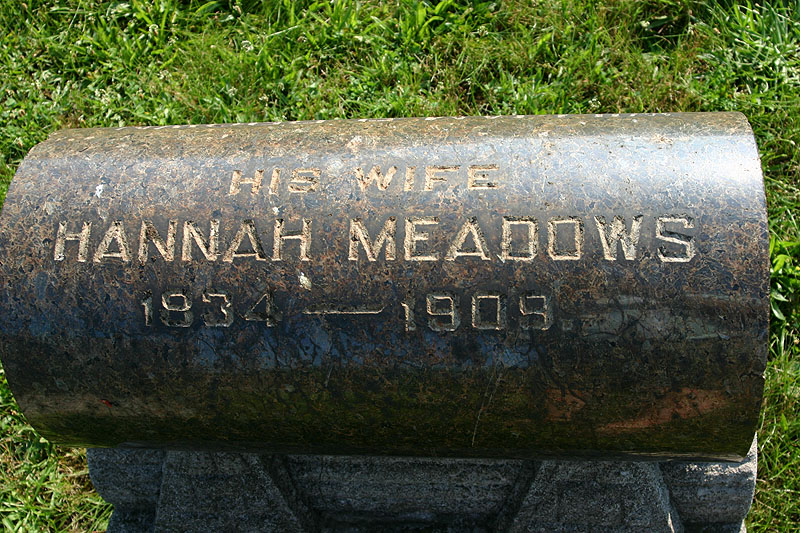 HIS WIFE
HANNAH MEADOWS
1834 — 1909.